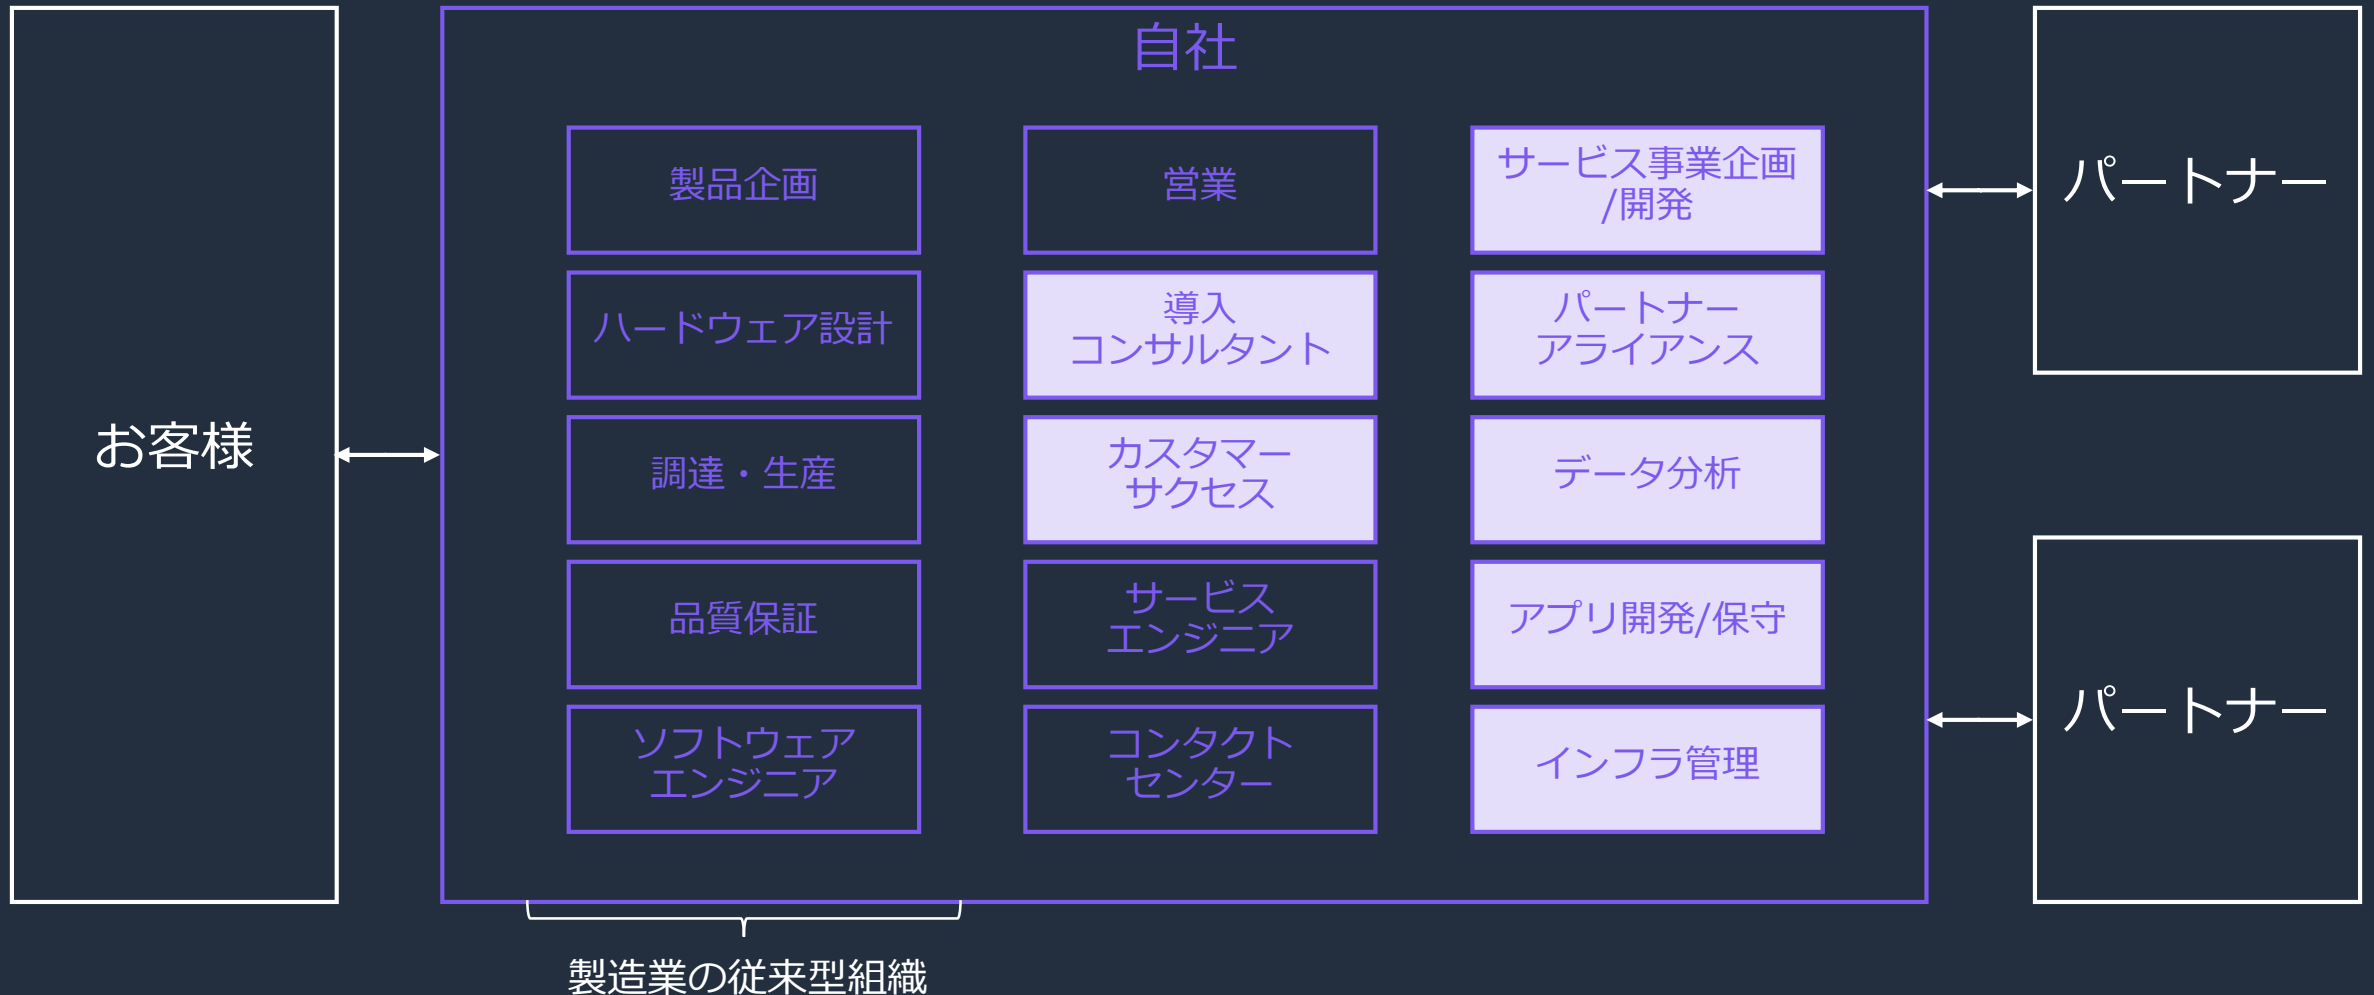 自社
お客様
製品企画
ハードウェア設計
調達・生産
品質保証
ソフトウェア
エンジニア
営業
導入
コンサルタント
カスタマー
サクセス
サービス
エンジニア
コンタクト
センター
サービス事業企画
/開発
パートナー
アライアンス
データ分析
アプリ開発/保守
インフラ管理
パートナー
パートナー
製造業の従来型組織